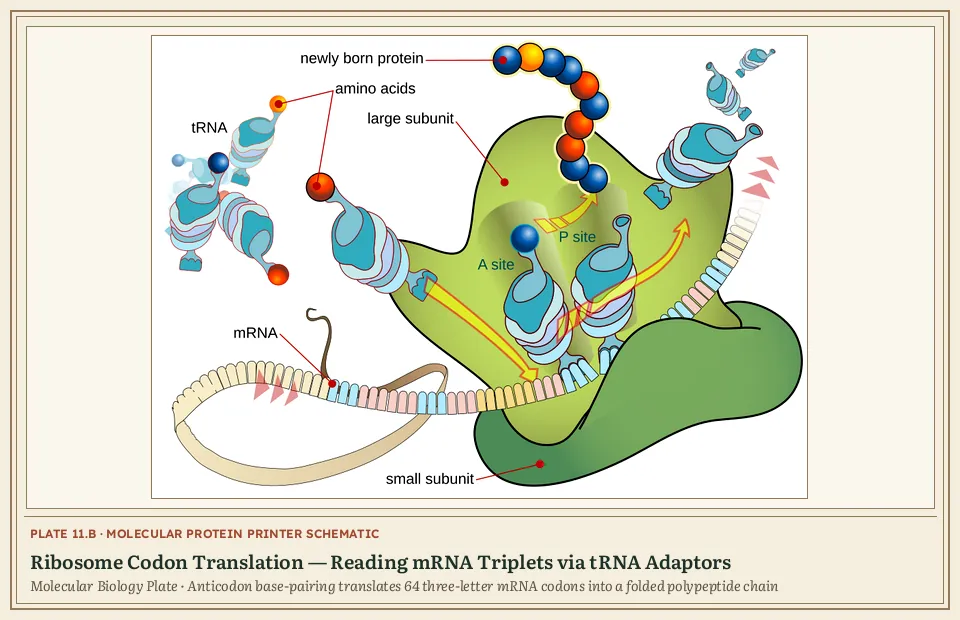 newly born protein
amino acids
large subunit
tRNA
P site
A site
mRNA
small subunit
PLATE 11.B · MOLECULAR PROTEIN PRINTER SCHEMATIC
Ribosome Codon Translation — Reading mRNA Triplets via tRNA Adaptors
Molecular Biology Plate · Anticodon base-pairing translates 64 three-letter mRNA codons into a folded polypeptide chain